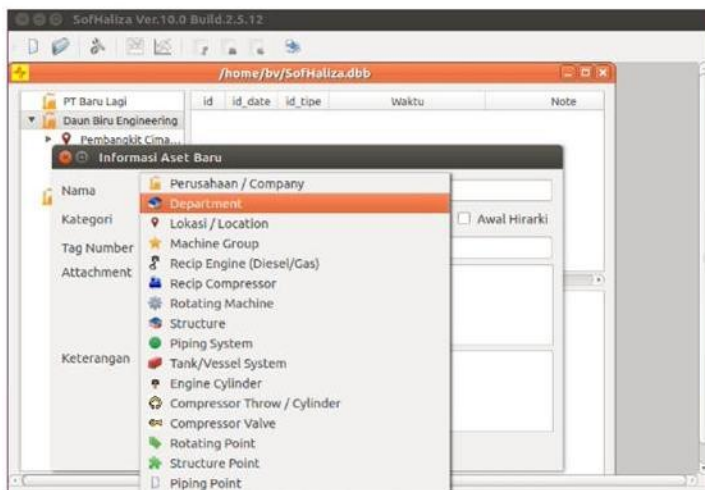 SofHaliza Ver.10.0 Build.2.5.12
/home/bv/SofHaliza.dbb
PT Baru Lagi
id id_date id_tipe Waktu Note
Daun Biru Engineering
Pembangkit Cima...
Informasi Aset Baru
Nama
Kategori
Awal Hirarki
Tag Number
Attachment
Keterangan
Perusahaan / Company
Department
Lokasi / Location
Machine Group
Recip Engine (Diesel/Gas)
Recip Compressor
Rotating Machine
Structure
Piping System
Tank/Vessel System
Engine Cylinder
Compressor Throw / Cylinder
Compressor Valve
Rotating Point
Structure Point
Piping Point